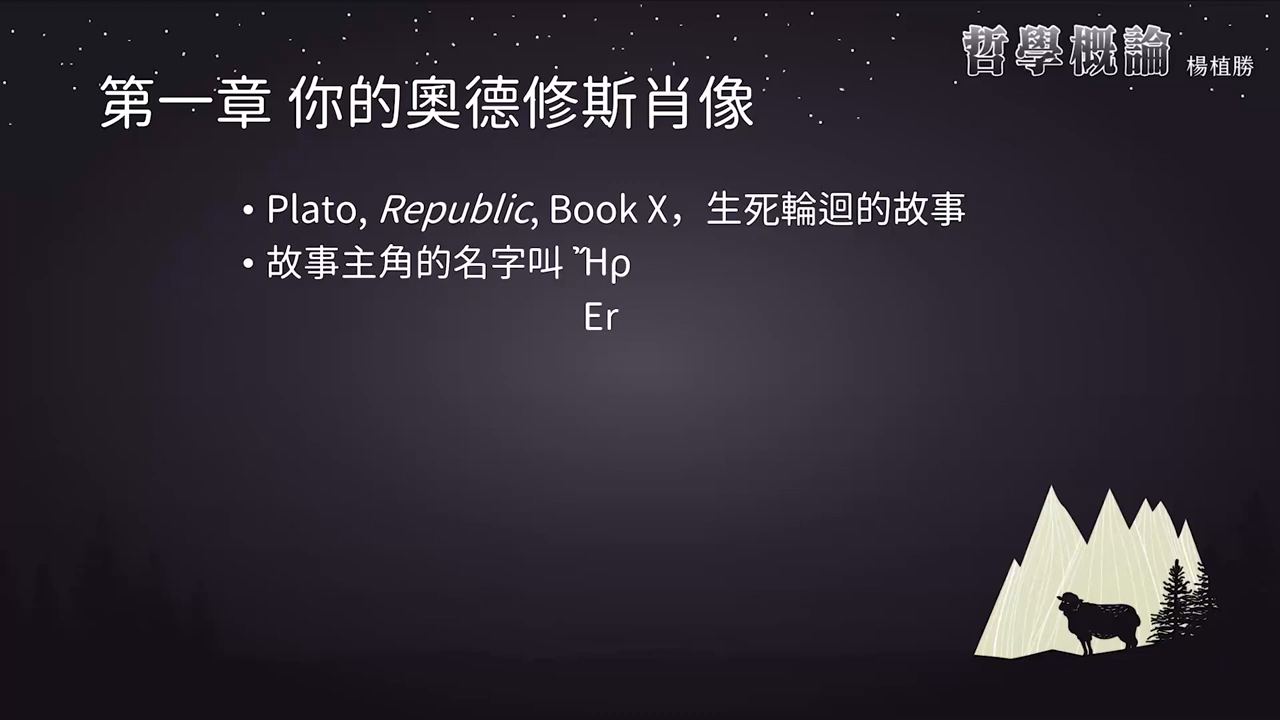 哲學概論 楊植勝
第一章 你的奧德修斯肖像
• Plato, Republic, Book X，生死輪迴的故事
• 故事主角的名字叫 Ἤρ
Er